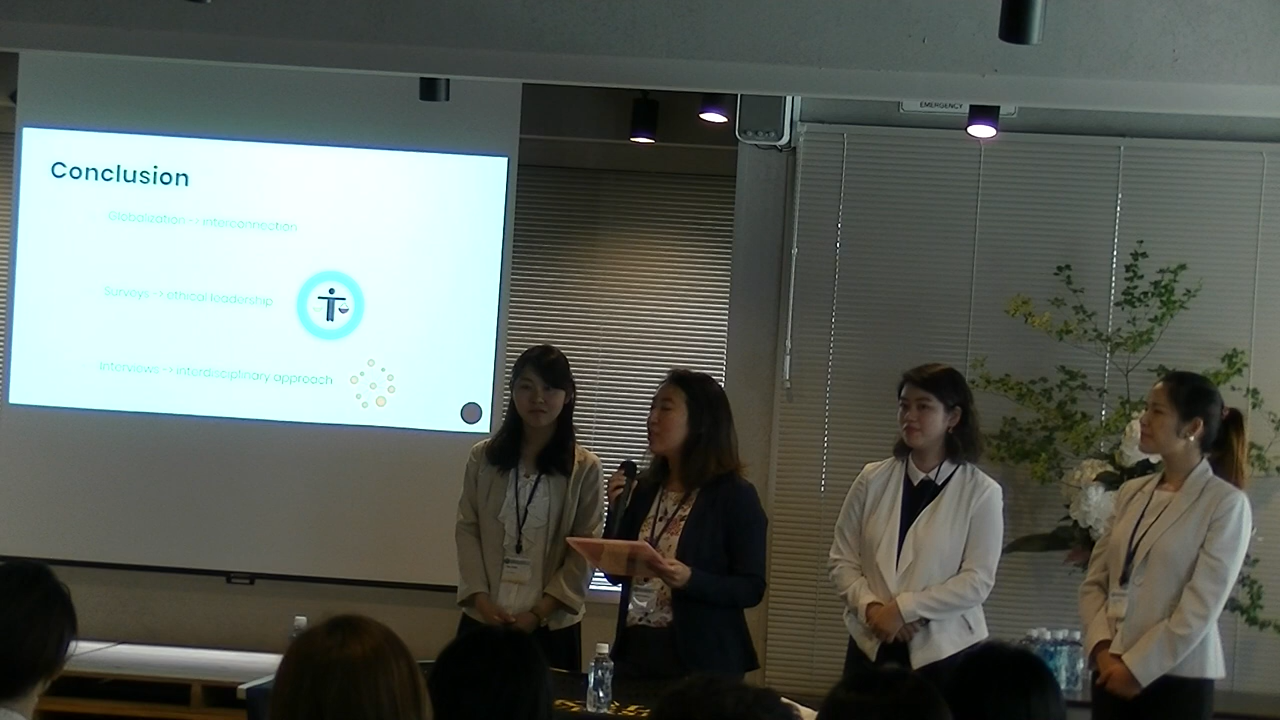 Conclusion
Globalization -> interconnection
Surveys -> ethical leadership
Interviews -> interdisciplinary approach
EMERGENCY